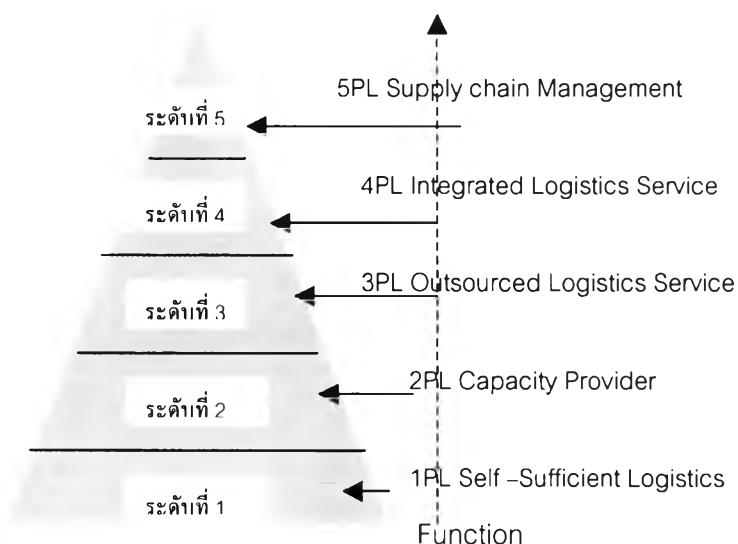 5PL Supply chain Management
ระดับที่ 5
4PL Integrated Logistics Service
ระดับที่ 4
3PL Outsourced Logistics Service
ระดับที่ 3
2PL Capacity Provider
ระดับที่ 2
1PL Self –Sufficient Logistics
ระดับที่ 1
Function